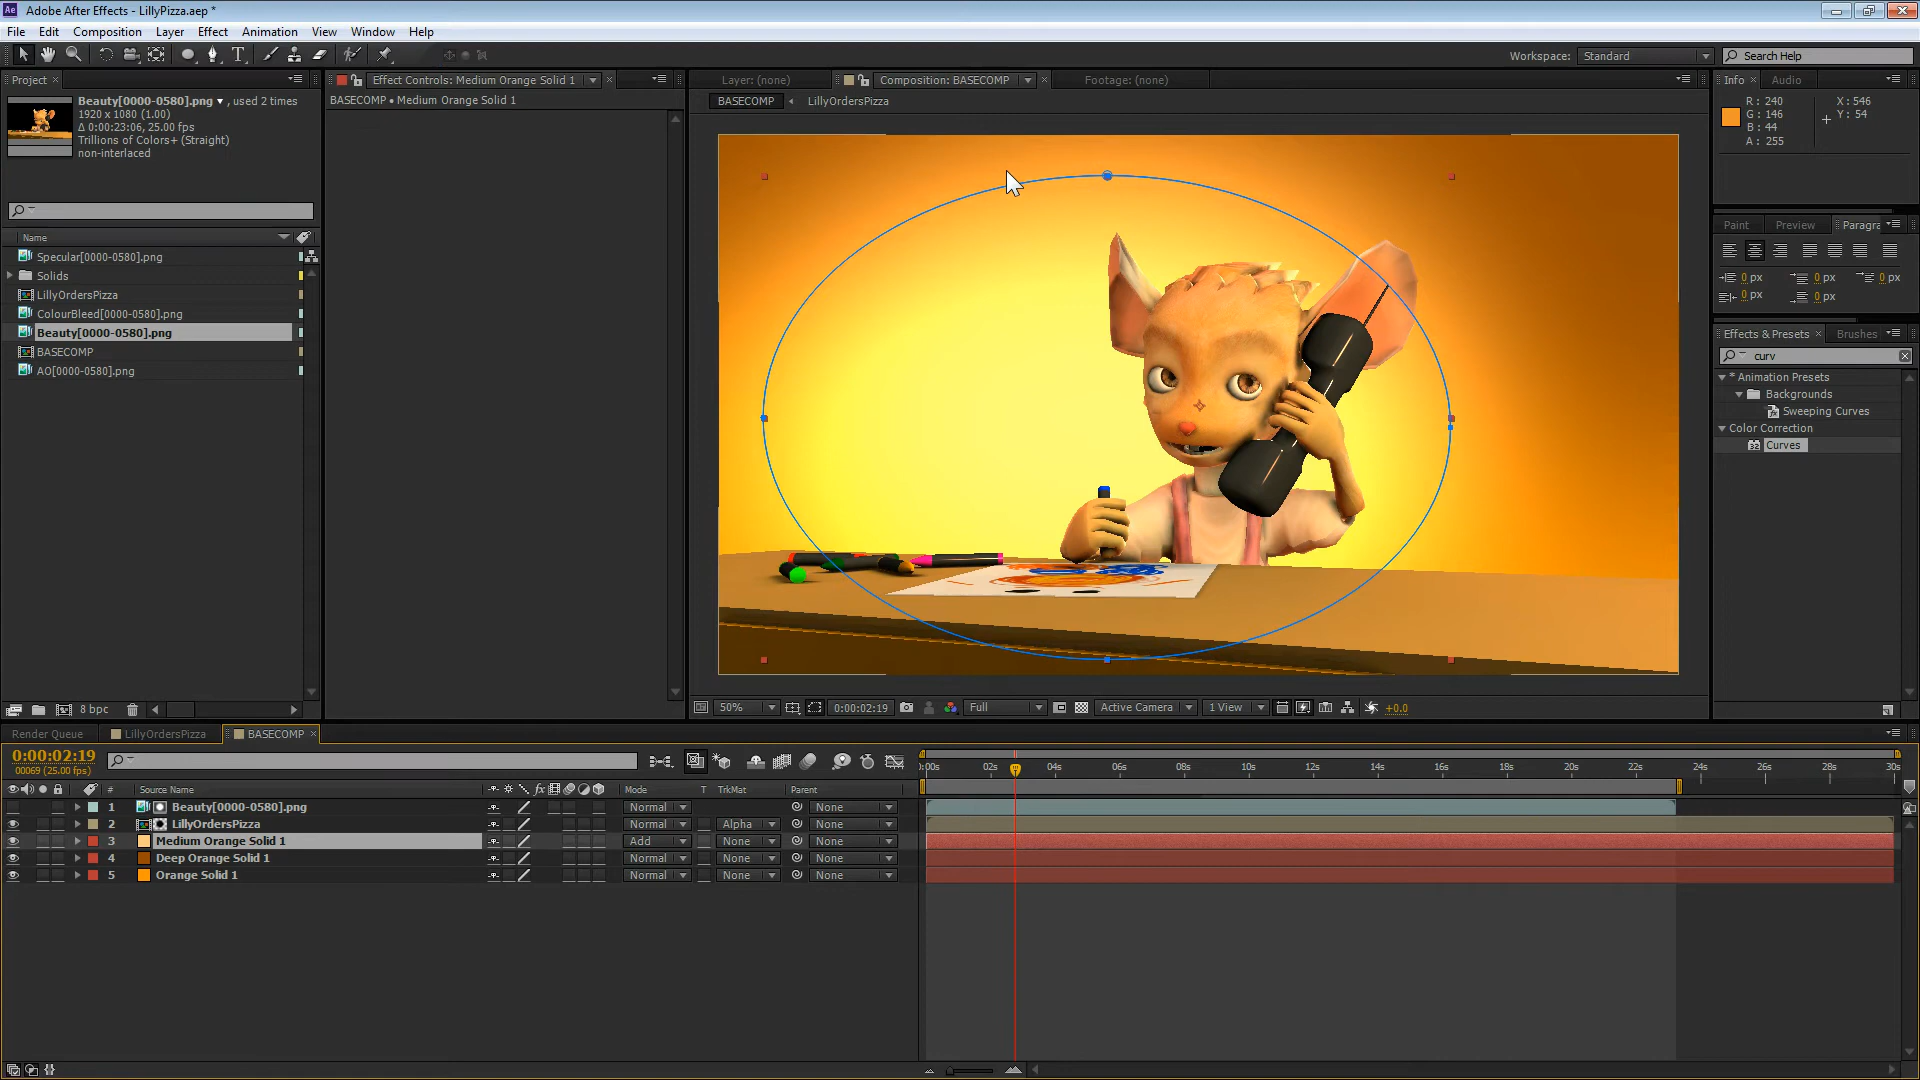 Ae Adobe After Effects - LillyPizza.aep *
File Edit Composition Layer Effect Animation View Window Help
Workspace: Standard Search Help
Project
Beauty[0000-0580].png , used 2 times
1920 x 1080 (1.00)
Δ 0:00:23:06, 25.00 fps
Trillions of Colors+ (Straight)
non-interlaced
Name
Specular[0000-0580].png
Solids
LillyOrdersPizza
ColourBleed[0000-0580].png
Beauty[0000-0580].png
BASECOMP
AO[0000-0580].png
8 bpc
Effect Controls: Medium Orange Solid 1
BASECOMP • Medium Orange Solid 1
Layer: (none) Composition: BASECOMP Footage: (none)
BASECOMP LillyOrdersPizza
50% 0:00:02:19 Full Active Camera 1 View +0.0
Info Audio
R: 240
G: 146
B: 44
A: 255
X: 546
Y: 54
Paint Preview Paragra
0 px 0 px 0 px
0 px 0 px
Effects & Presets Brushes
curv
* Animation Presets
Backgrounds
Sweeping Curves
Color Correction
32 Curves
Render Queue LillyOrdersPizza BASECOMP
0:00:02:19
00069 (25.00 fps)
# Source Name fx Mode T TrkMat Parent
1 Beauty[0000-0580].png Normal None
2 LillyOrdersPizza Normal Alpha None
3 Medium Orange Solid 1 Add None None
4 Deep Orange Solid 1 Normal None None
5 Orange Solid 1 Normal None None
):00s 02s 04s 06s 08s 10s 12s 14s 16s 18s 20s 22s 24s 26s 28s 30s